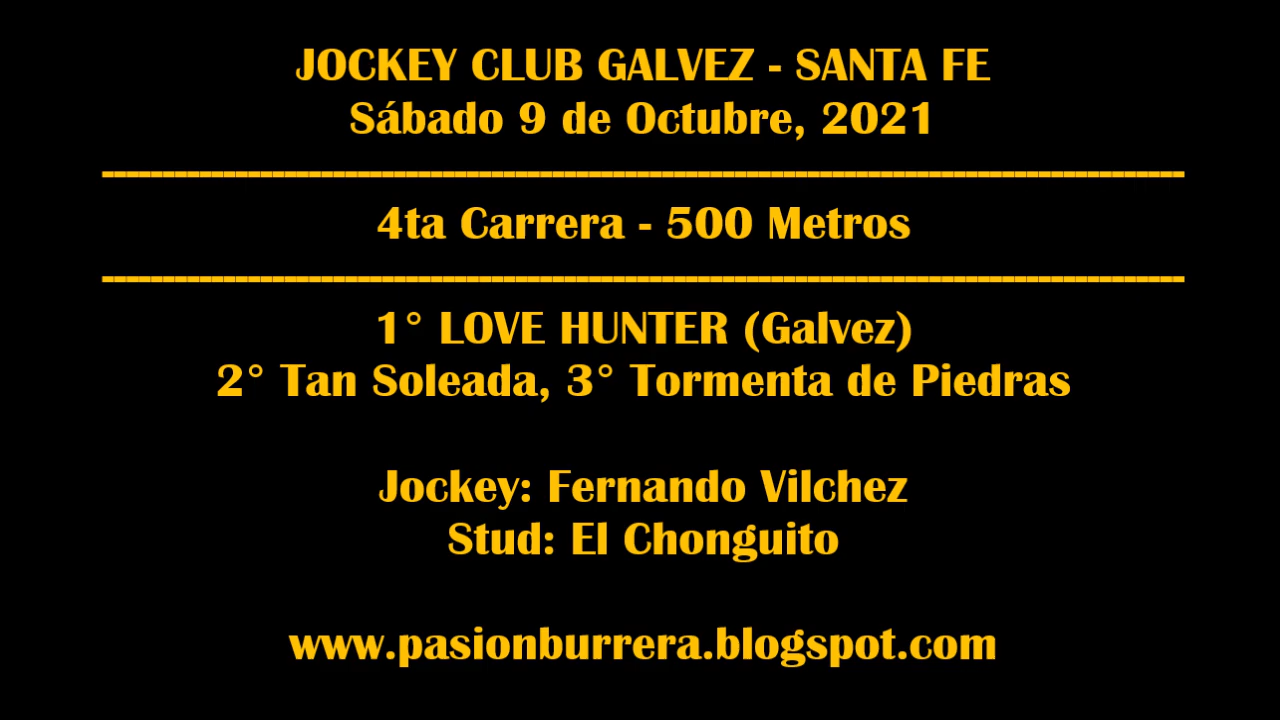 JOCKEY CLUB GALVEZ - SANTA FE
Sábado 9 de Octubre, 2021
4ta Carrera - 500 Metros
1° LOVE HUNTER (Galvez)
2° Tan Soleada, 3° Tormenta de Piedras
Jockey: Fernando Vilchez
Stud: El Chonguito
www.pasionburrera.blogspot.com